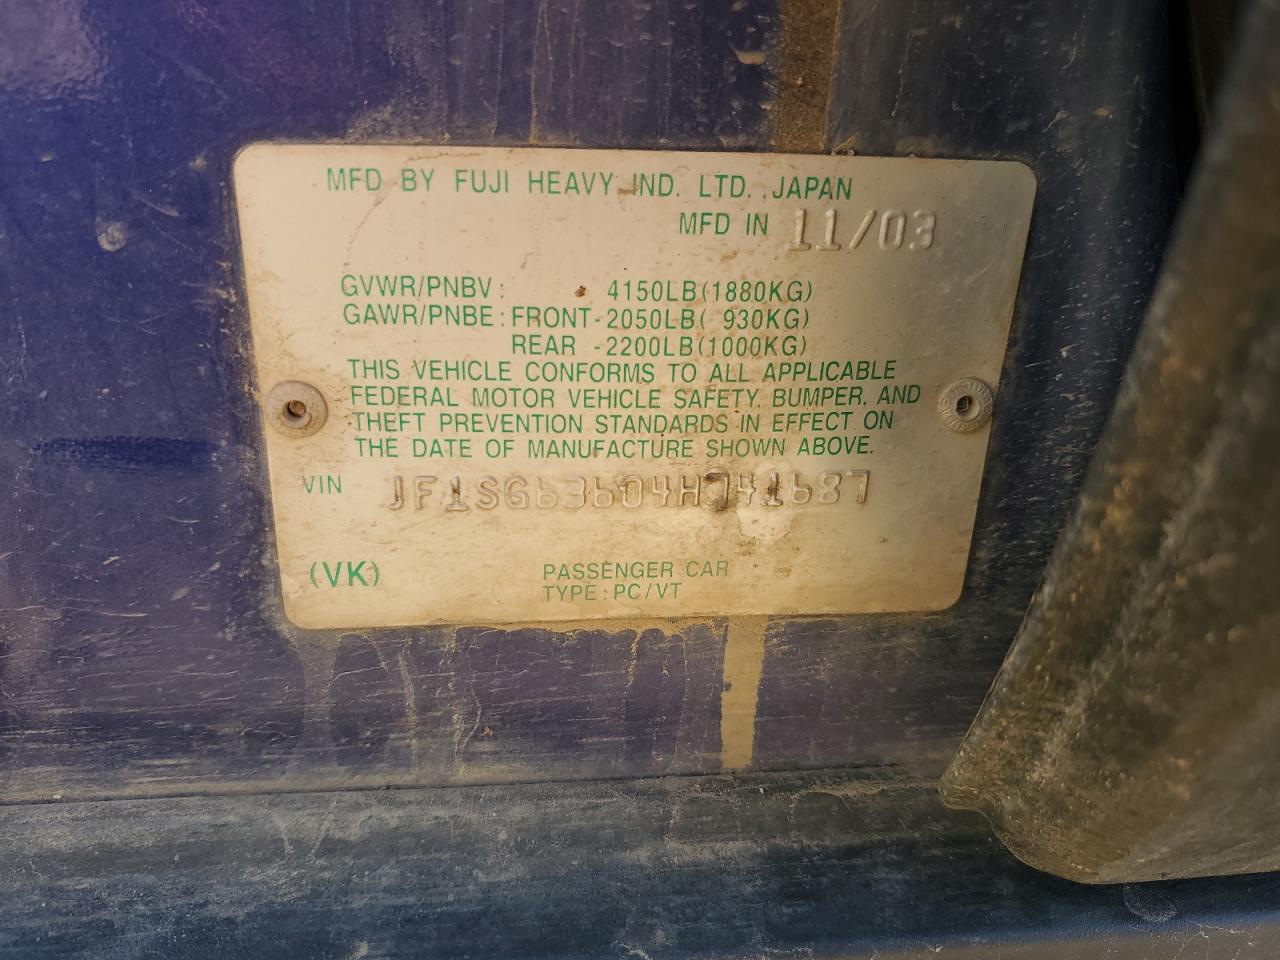 MFD BY FUJI HEAVY IND. LTD. JAPAN
MFD IN 11/03
GVWR/PNBV: 4150LB(1880KG)
GAWR/PNBE: FRONT-2050LB( 930KG)
REAR -2200LB(1000KG)
THIS VEHICLE CONFORMS TO ALL APPLICABLE
FEDERAL MOTOR VEHICLE SAFETY, BUMPER, AND
THEFT PREVENTION STANDARDS IN EFFECT ON
THE DATE OF MANUFACTURE SHOWN ABOVE.
VIN JF1SG63604H741687
(VK) PASSENGER CAR
TYPE: PC/VT